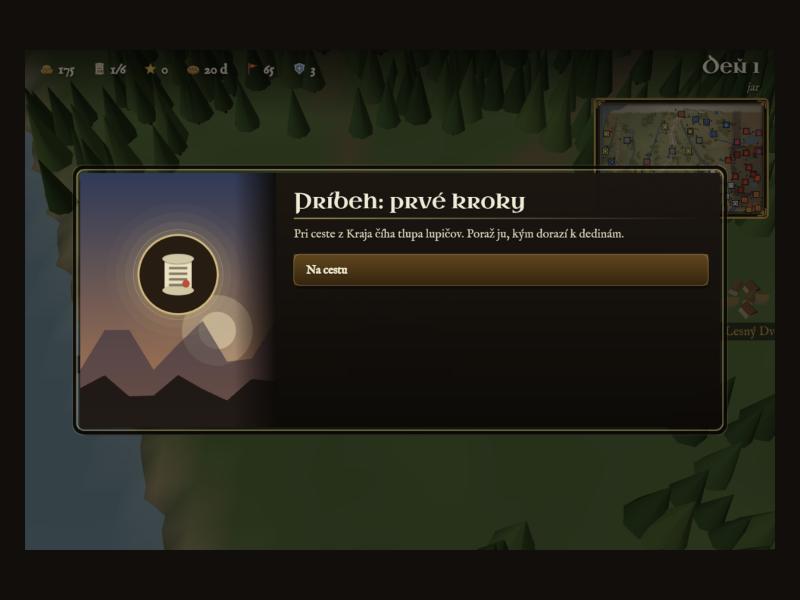 175 1/6 0 20 d 65 3
Deň 1
jar
Príbeh: prvé kroky
Pri ceste z Kraja číha tlupa lupičov. Poraž ju, kým dorazí k dedinám.
Na cestu
Lesný Dv